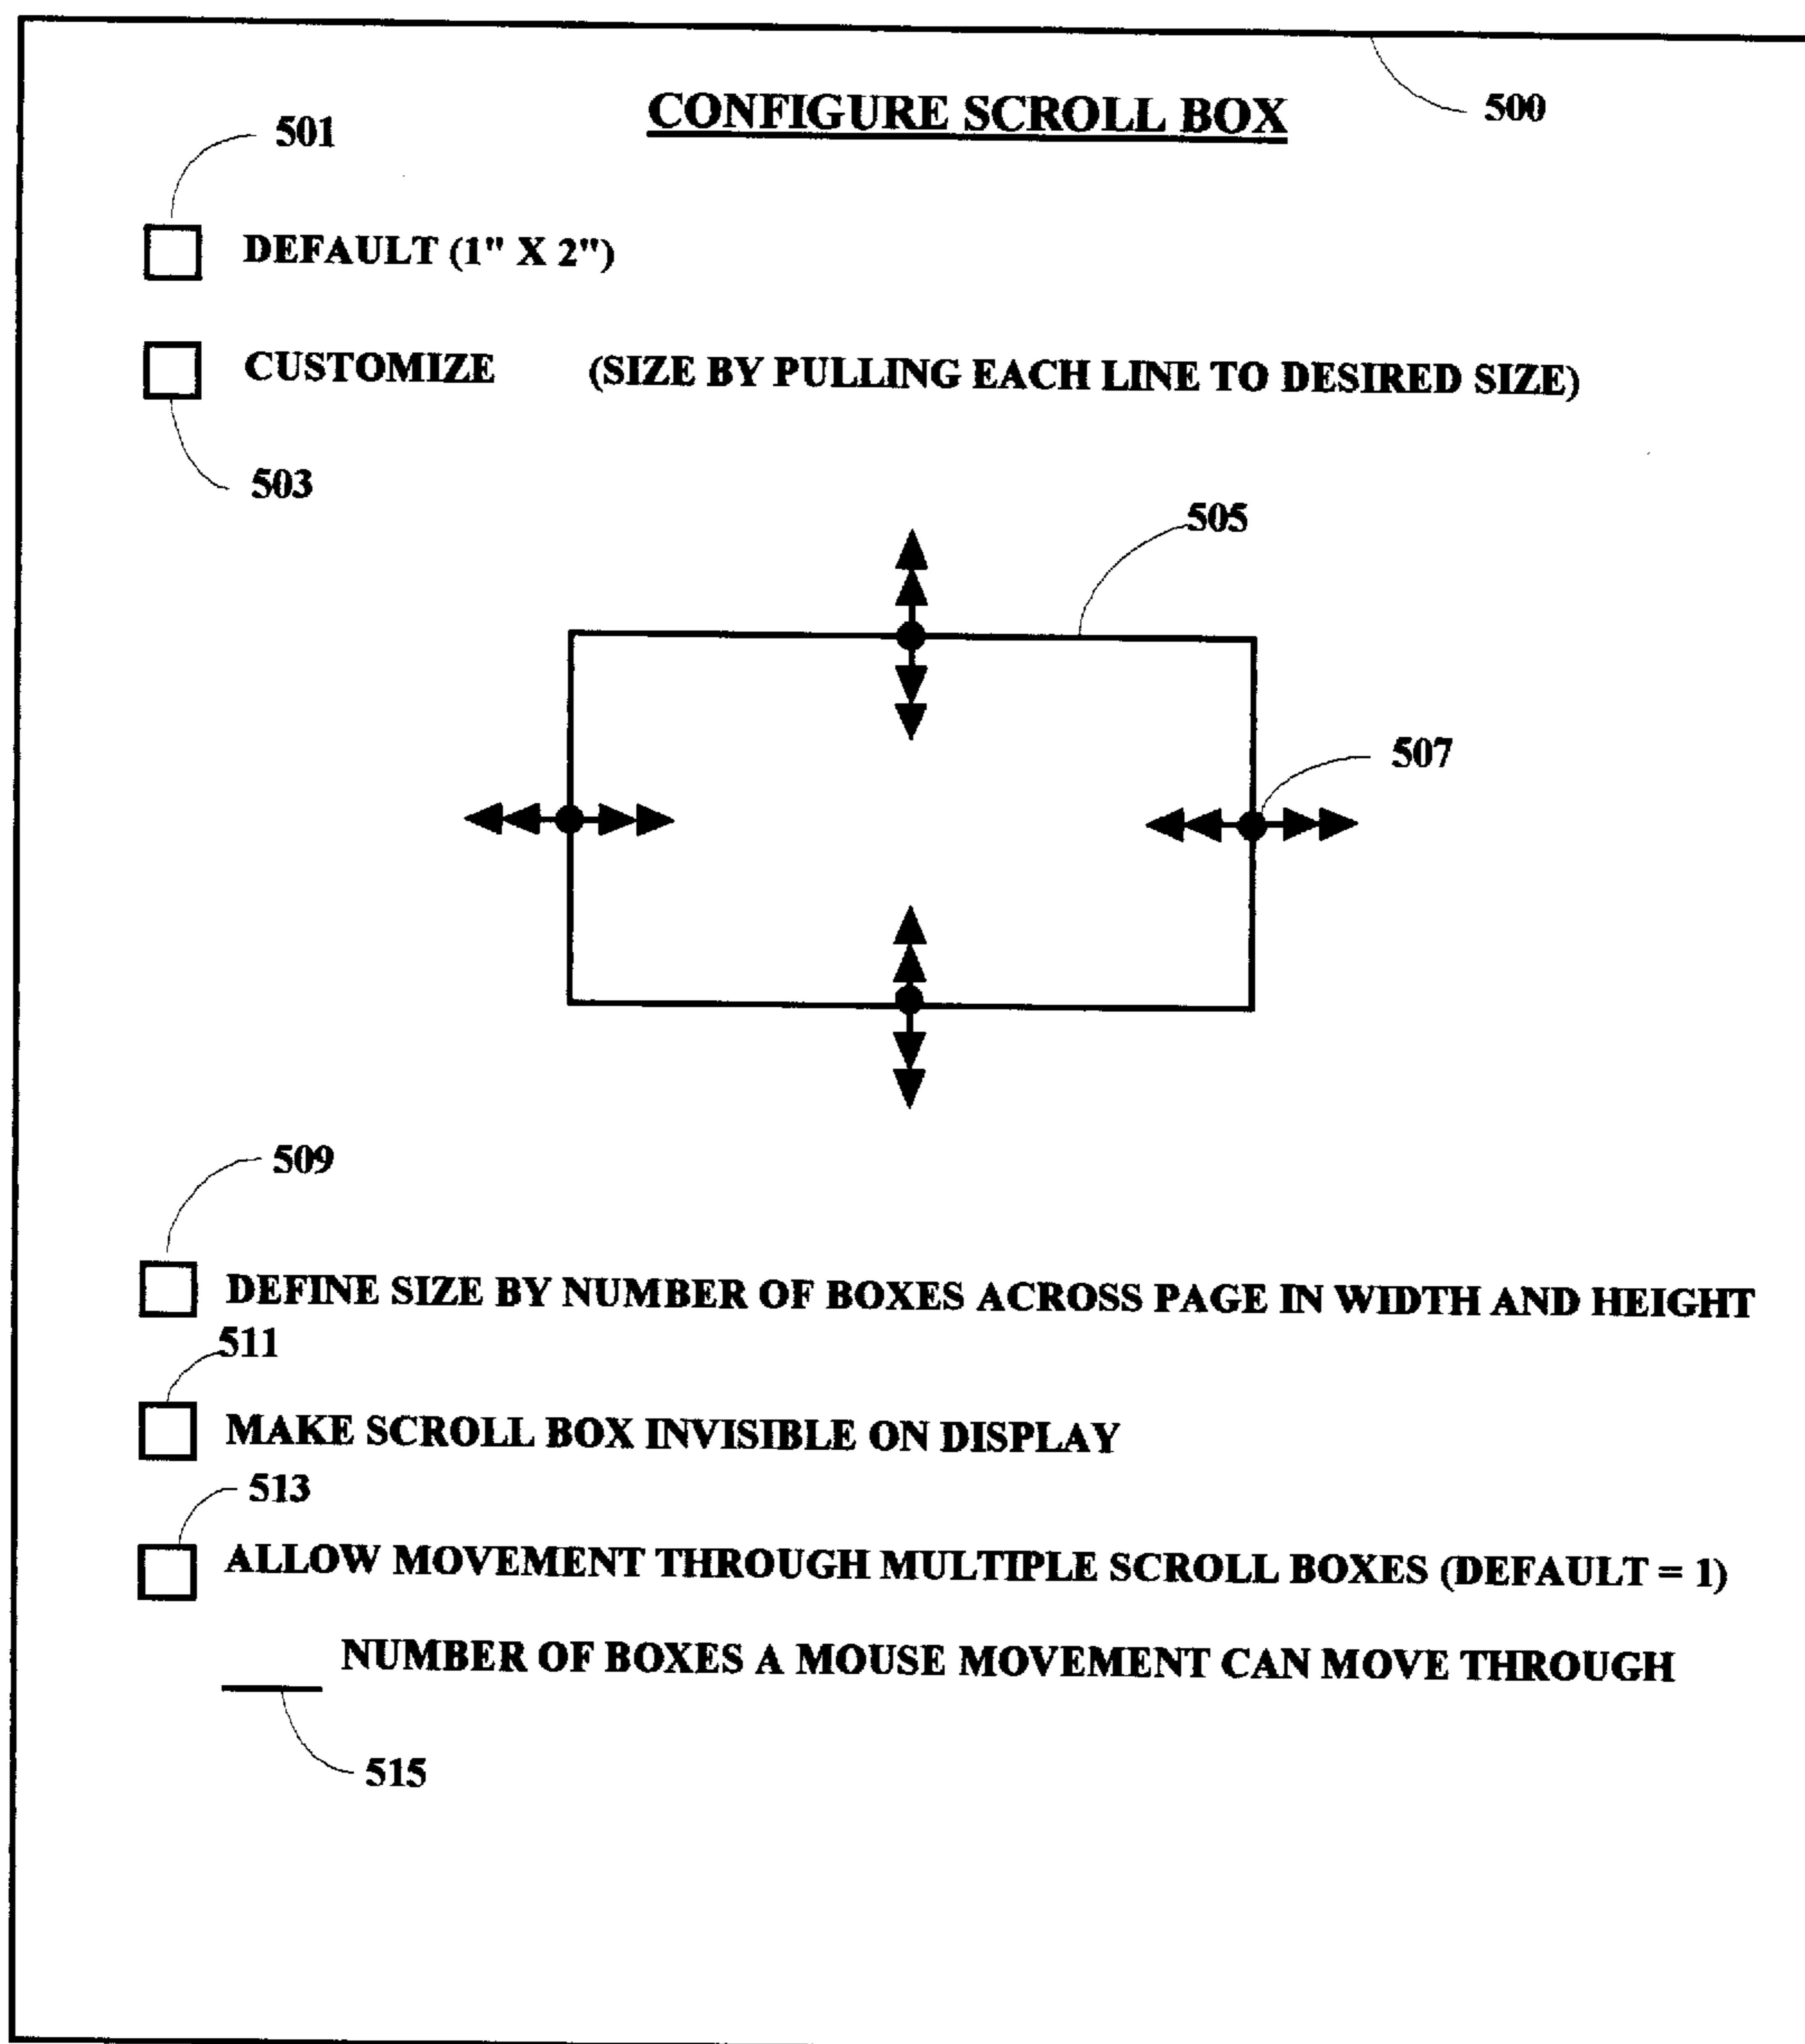 CONFIGURE SCROLL BOX
500
501
DEFAULT (1" X 2")
CUSTOMIZE (SIZE BY PULLING EACH LINE TO DESIRED SIZE)
503
505
507
509
DEFINE SIZE BY NUMBER OF BOXES ACROSS PAGE IN WIDTH AND HEIGHT
511
MAKE SCROLL BOX INVISIBLE ON DISPLAY
513
ALLOW MOVEMENT THROUGH MULTIPLE SCROLL BOXES (DEFAULT = 1)
NUMBER OF BOXES A MOUSE MOVEMENT CAN MOVE THROUGH
515